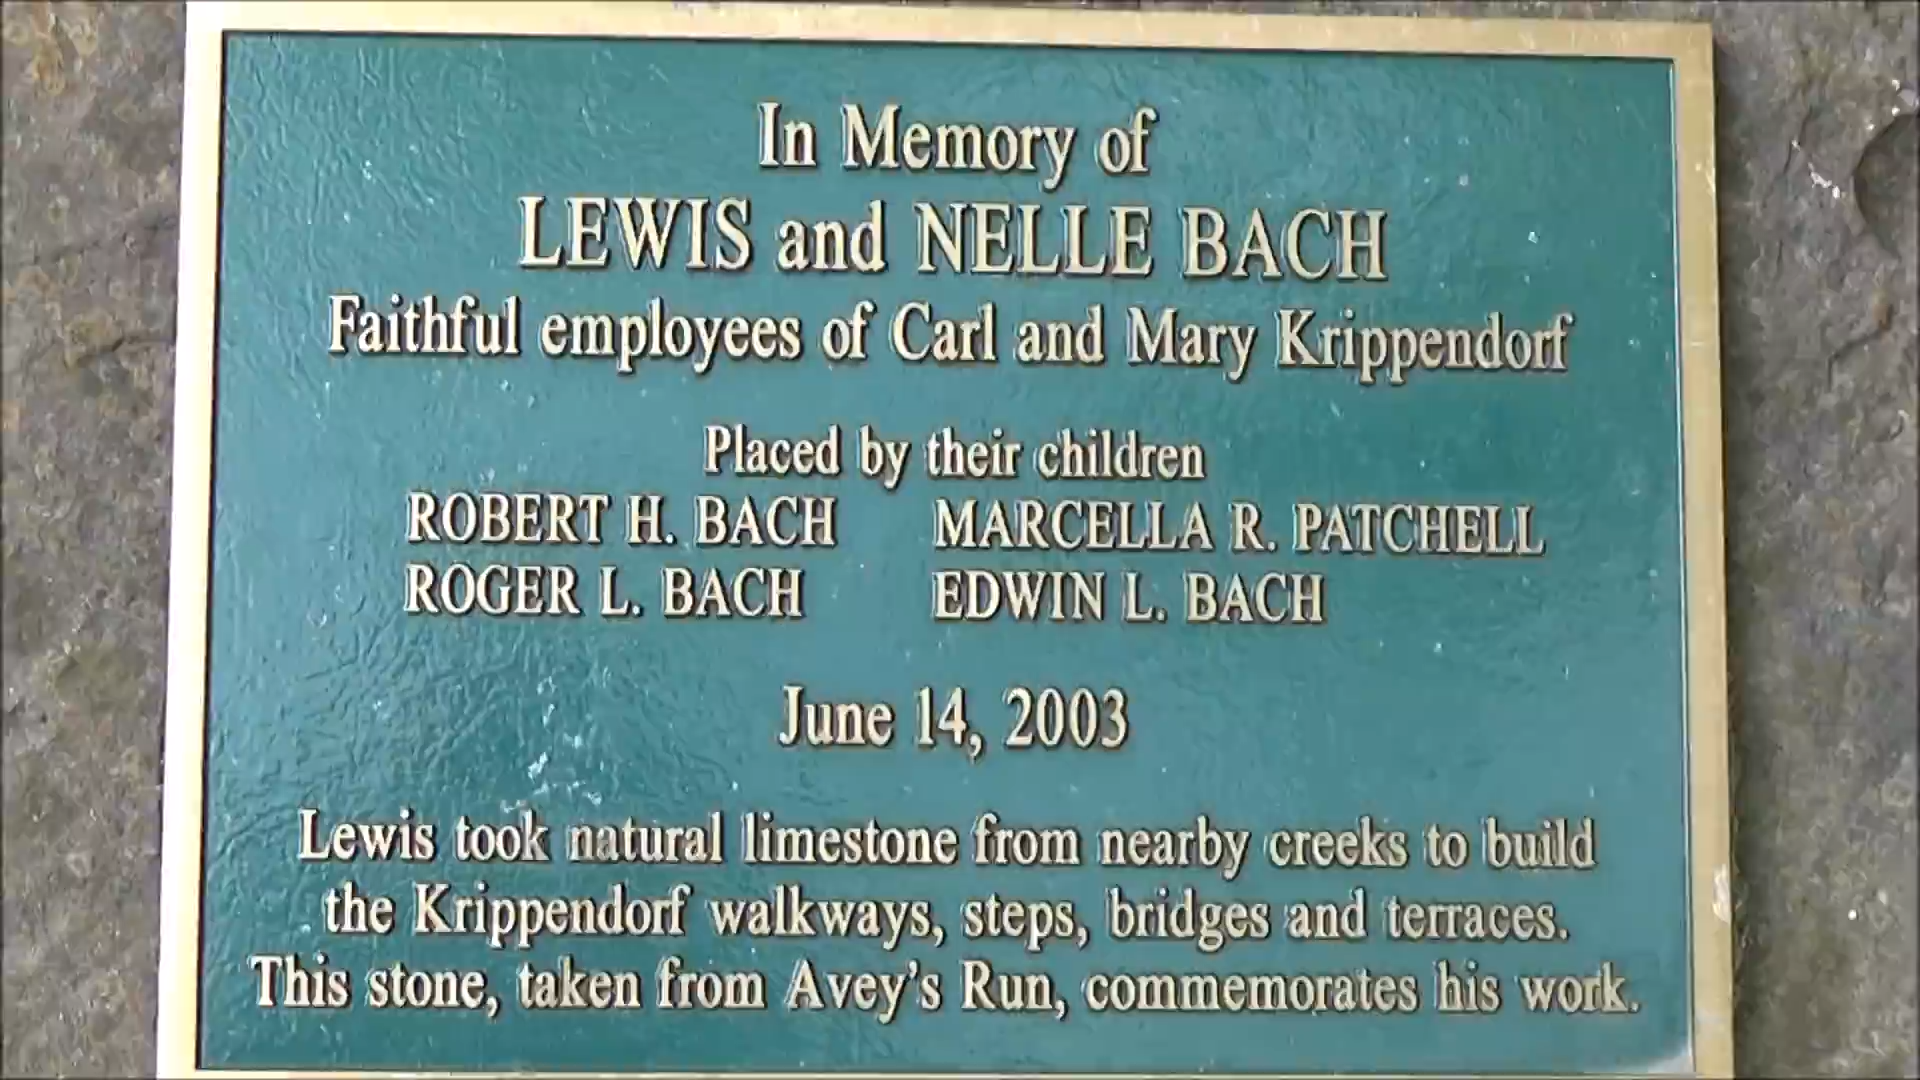 In Memory of
LEWIS and NELLE BACH
Faithful employees of Carl and Mary Krippendorf
Placed by their children
ROBERT H. BACH MARCELLA R. PATCHELL
ROGER L. BACH EDWIN L. BACH
June 14, 2003
Lewis took natural limestone from nearby creeks to build
the Krippendorf walkways, steps, bridges and terraces.
This stone, taken from Avey's Run, commemorates his work.